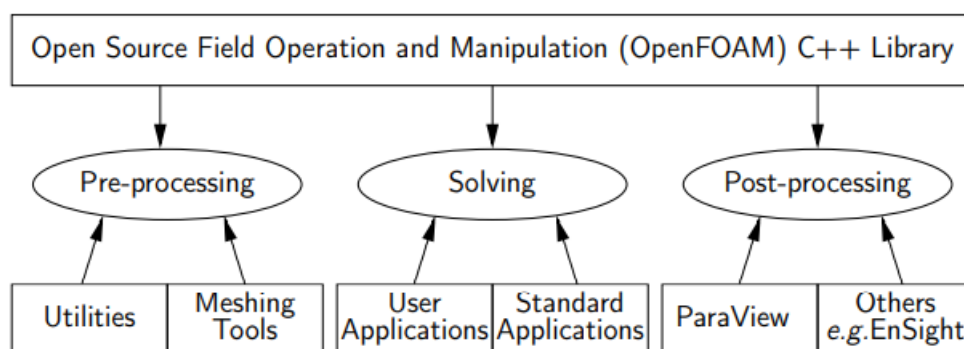 Open Source Field Operation and Manipulation (OpenFOAM) C++ Library
Pre-processing
Solving
Post-processing
Utilities
Meshing
Tools
User
Applications
Standard
Applications
ParaView
Others
e.g.EnSight